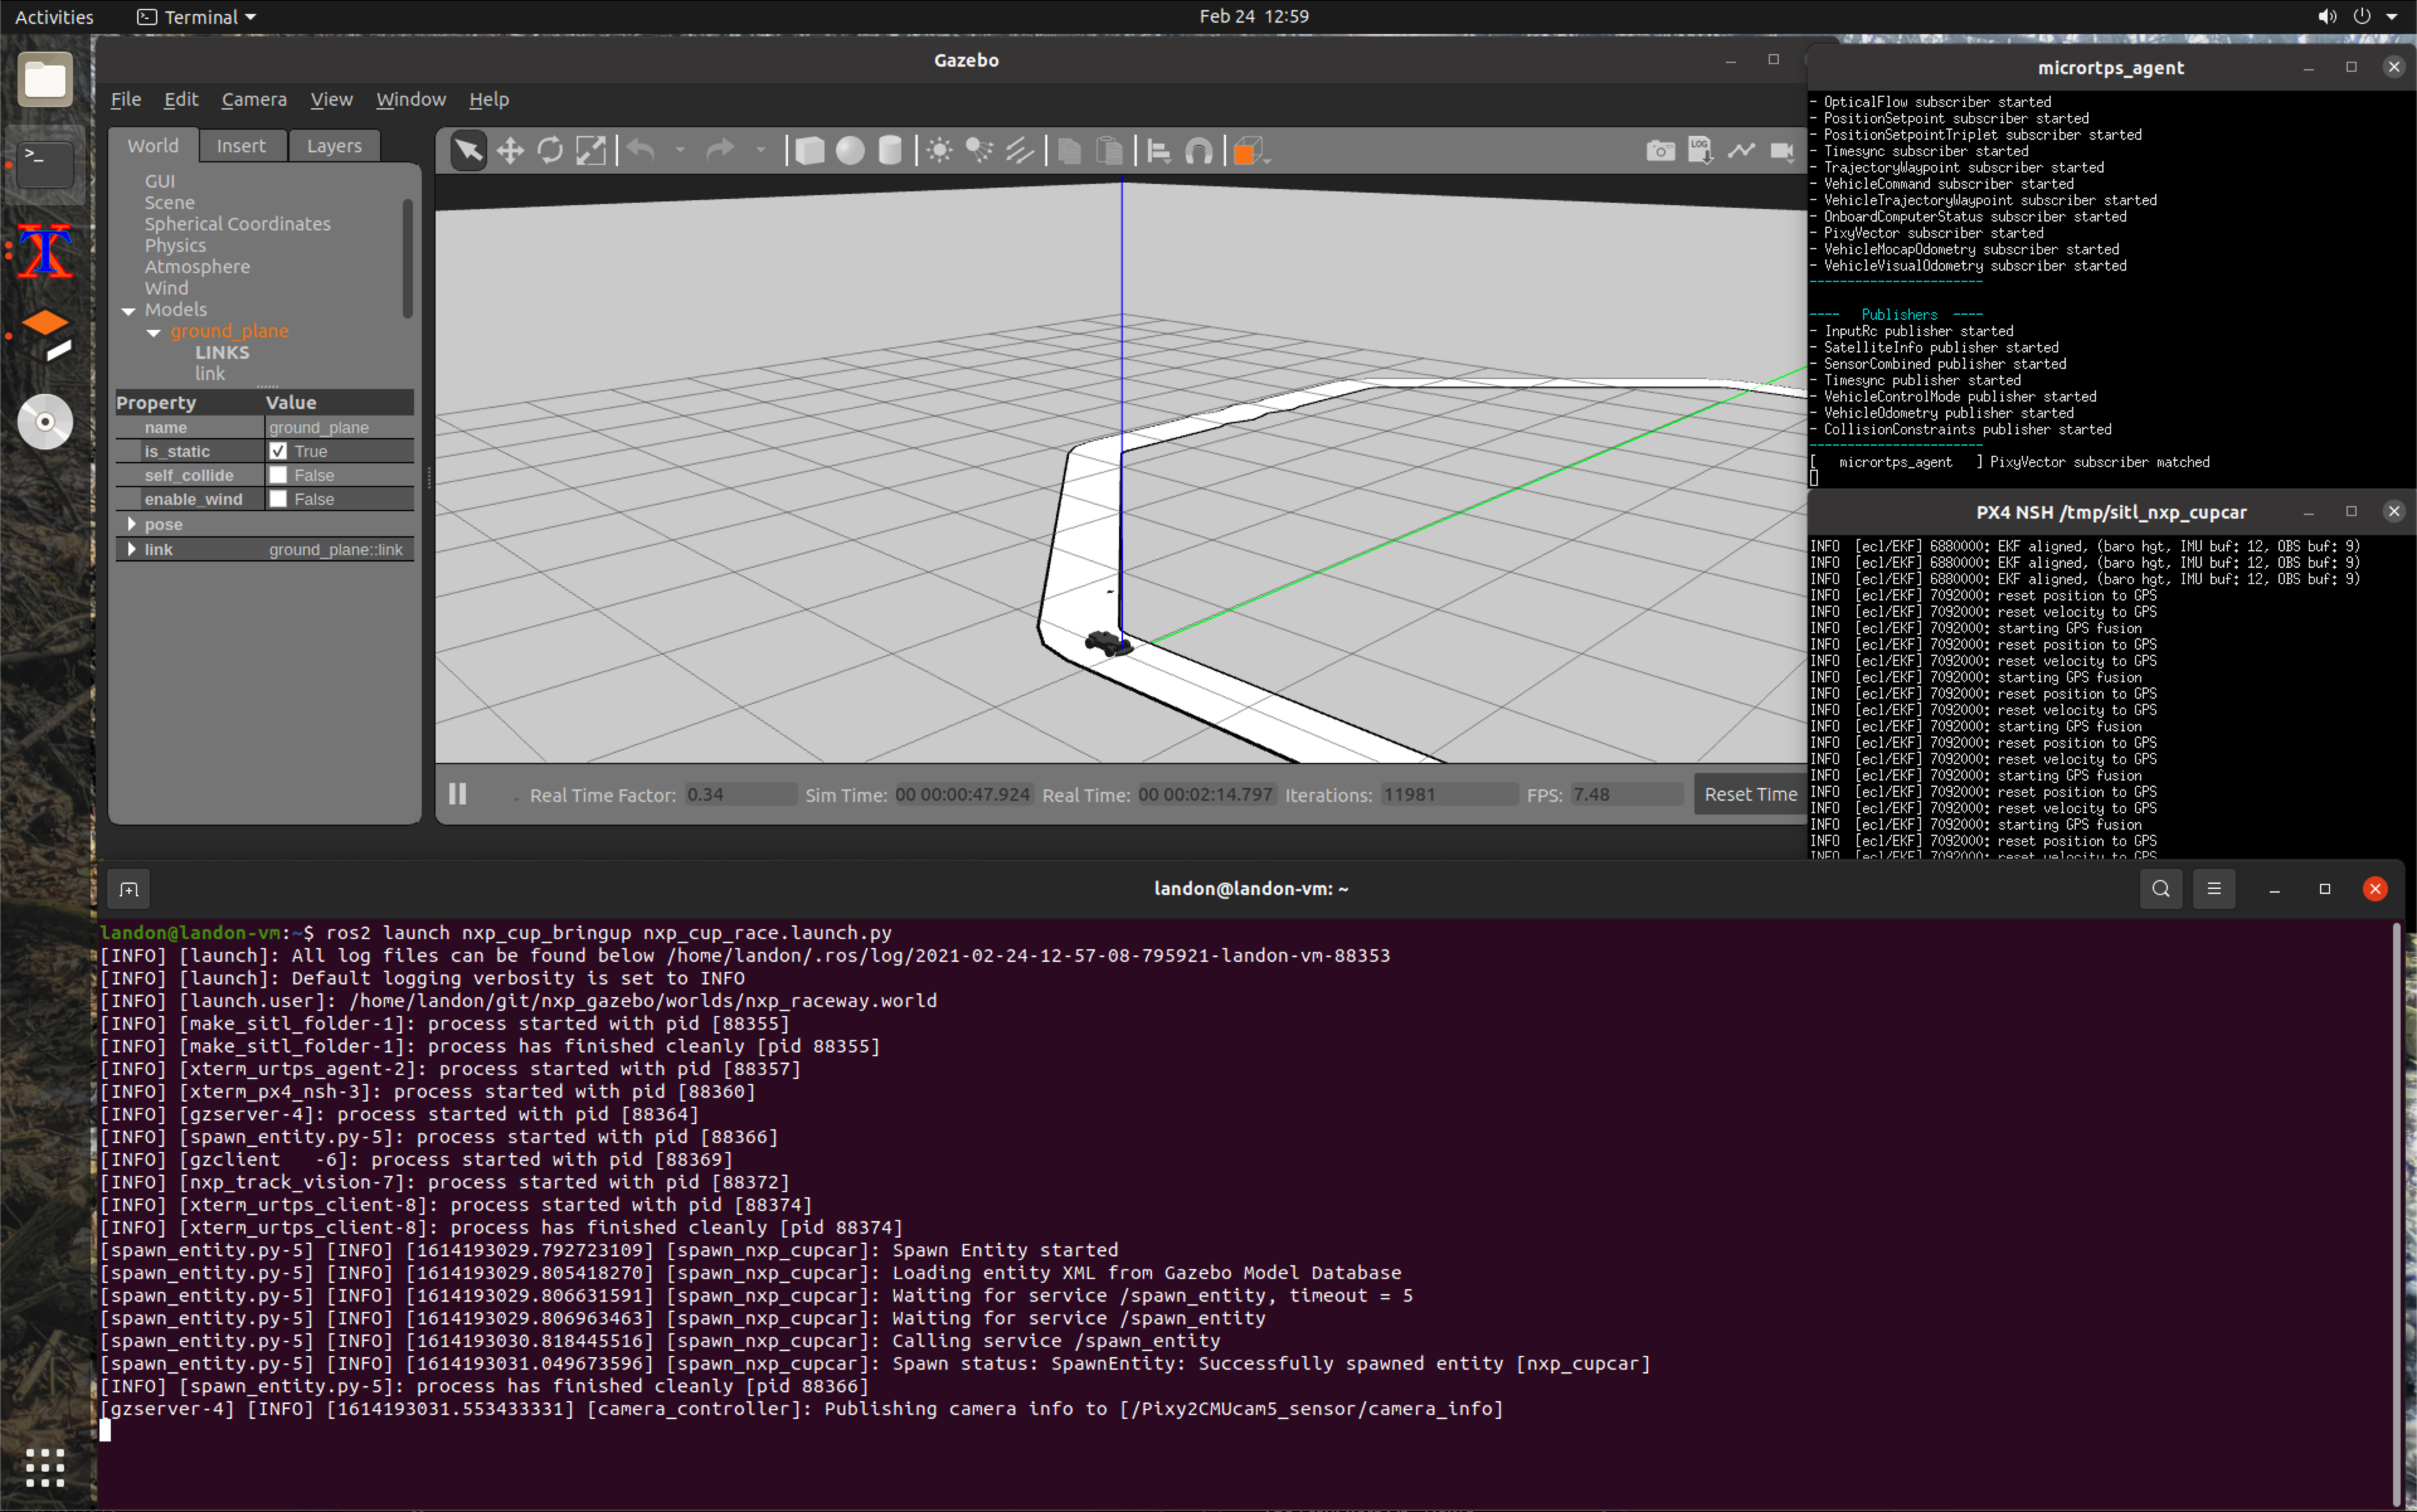 Activities
Terminal
Feb 24 12:59
Gazebo
File Edit Camera View Window Help
World Insert Layers
GUI
Scene
Spherical Coordinates
Physics
Atmosphere
Wind
Models
ground_plane
LINKS
link
Property Value
name ground_plane
is_static True
self_collide False
enable_wind False
pose
link ground_plane::link
LOG
Real Time Factor: 0.34 Sim Time: 00 00:00:47.924 Real Time: 00 00:02:14.797 Iterations: 11981 FPS: 7.48 Reset Time
micrortps_agent
- OpticalFlow subscriber started
- PositionSetpoint subscriber started
- PositionSetpointTriplet subscriber started
- Timesync subscriber started
- TrajectoryWaypoint subscriber started
- VehicleCommand subscriber started
- VehicleTrajectoryWaypoint subscriber started
- OnboardComputerStatus subscriber started
- PixyVector subscriber started
- VehicleMocapOdometry subscriber started
- VehicleVisualOdometry subscriber started
-----------------------
---- Publishers ----
- InputRc publisher started
- SatelliteInfo publisher started
- SensorCombined publisher started
- Timesync publisher started
- VehicleControlMode publisher started
- VehicleOdometry publisher started
- CollisionConstraints publisher started
-----------------------
[ micrortps_agent ] PixyVector subscriber matched
PX4 NSH /tmp/sitl_nxp_cupcar
INFO [ecl/EKF] 6880000: EKF aligned, (baro hgt, IMU buf: 12, OBS buf: 9)
INFO [ecl/EKF] 6880000: EKF aligned, (baro hgt, IMU buf: 12, OBS buf: 9)
INFO [ecl/EKF] 6880000: EKF aligned, (baro hgt, IMU buf: 12, OBS buf: 9)
INFO [ecl/EKF] 7092000: reset position to GPS
INFO [ecl/EKF] 7092000: reset velocity to GPS
INFO [ecl/EKF] 7092000: starting GPS fusion
INFO [ecl/EKF] 7092000: reset position to GPS
INFO [ecl/EKF] 7092000: reset velocity to GPS
INFO [ecl/EKF] 7092000: starting GPS fusion
INFO [ecl/EKF] 7092000: reset position to GPS
INFO [ecl/EKF] 7092000: reset velocity to GPS
INFO [ecl/EKF] 7092000: starting GPS fusion
INFO [ecl/EKF] 7092000: reset position to GPS
INFO [ecl/EKF] 7092000: reset velocity to GPS
INFO [ecl/EKF] 7092000: starting GPS fusion
INFO [ecl/EKF] 7092000: reset position to GPS
INFO [ecl/EKF] 7092000: reset velocity to GPS
INFO [ecl/EKF] 7092000: starting GPS fusion
INFO [ecl/EKF] 7092000: reset position to GPS
INFO [ecl/EKF] 7092000: reset velocity to GPS
landon@landon-vm: ~
landon@landon-vm:~$ ros2 launch nxp_cup_bringup nxp_cup_race.launch.py
[INFO] [launch]: All log files can be found below /home/landon/.ros/log/2021-02-24-12-57-08-795921-landon-vm-88353
[INFO] [launch]: Default logging verbosity is set to INFO
[INFO] [launch.user]: /home/landon/git/nxp_gazebo/worlds/nxp_raceway.world
[INFO] [make_sitl_folder-1]: process started with pid [88355]
[INFO] [make_sitl_folder-1]: process has finished cleanly [pid 88355]
[INFO] [xterm_urtps_agent-2]: process started with pid [88357]
[INFO] [xterm_px4_nsh-3]: process started with pid [88360]
[INFO] [gzserver-4]: process started with pid [88364]
[INFO] [spawn_entity.py-5]: process started with pid [88366]
[INFO] [gzclient   -6]: process started with pid [88369]
[INFO] [nxp_track_vision-7]: process started with pid [88372]
[INFO] [xterm_urtps_client-8]: process started with pid [88374]
[INFO] [xterm_urtps_client-8]: process has finished cleanly [pid 88374]
[spawn_entity.py-5] [INFO] [1614193029.792723109] [spawn_nxp_cupcar]: Spawn Entity started
[spawn_entity.py-5] [INFO] [1614193029.805418270] [spawn_nxp_cupcar]: Loading entity XML from Gazebo Model Database
[spawn_entity.py-5] [INFO] [1614193029.806631591] [spawn_nxp_cupcar]: Waiting for service /spawn_entity, timeout = 5
[spawn_entity.py-5] [INFO] [1614193029.806963463] [spawn_nxp_cupcar]: Waiting for service /spawn_entity
[spawn_entity.py-5] [INFO] [1614193030.818445516] [spawn_nxp_cupcar]: Calling service /spawn_entity
[spawn_entity.py-5] [INFO] [1614193031.049673596] [spawn_nxp_cupcar]: Spawn status: SpawnEntity: Successfully spawned entity [nxp_cupcar]
[INFO] [spawn_entity.py-5]: process has finished cleanly [pid 88366]
[gzserver-4] [INFO] [1614193031.553433331] [camera_controller]: Publishing camera info to [/Pixy2CMUcam5_sensor/camera_info]